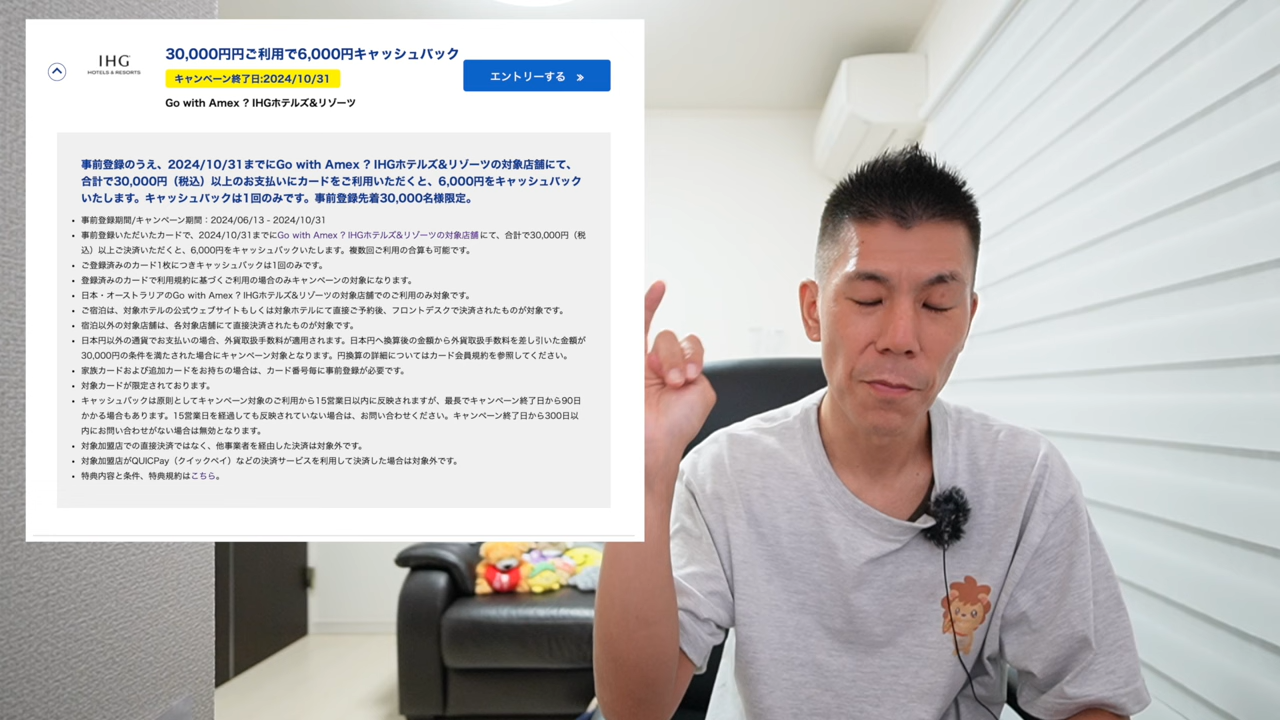 IHG
HOTELS & RESORTS
30,000円円ご利用で6,000円キャッシュバック
キャンペーン終了日:2024/10/31
Go with Amex ? IHGホテルズ&リゾーツ
エントリーする
事前登録のうえ、2024/10/31までにGo with Amex ? IHGホテルズ&リゾーツの対象店舗にて、
合計で30,000円（税込）以上のお支払いにカードをご利用いただくと、6,000円をキャッシュバック
いたします。キャッシュバックは1回のみです。事前登録先着30,000名様限定。
• 事前登録期間/キャンペーン期間：2024/06/13 - 2024/10/31
• 事前登録いただいたカードで、2024/10/31までにGo with Amex ? IHGホテルズ&リゾーツの対象店舗にて、合計で30,000円（税
込）以上ご決済いただくと、6,000円をキャッシュバックいたします。複数回ご利用の合算も可能です。
• ご登録済みのカード1枚につきキャッシュバックは1回のみです。
• 登録済みのカードで利用規約に基づくご利用の場合のみキャンペーンの対象になります。
• 日本・オーストラリアのGo with Amex ? IHGホテルズ&リゾーツの対象店舗でのご利用のみ対象です。
• ご宿泊は、対象ホテルの公式ウェブサイトもしくは対象ホテルにて直接ご予約後、フロントデスクで決済されたものが対象です。
• 宿泊以外の対象店舗は、各対象店舗にて直接決済されたものが対象です。
• 日本円以外の通貨でお支払いの場合、外貨取扱手数料が適用されます。日本円へ換算後の金額から外貨取扱手数料を差し引いた金額が
30,000円の条件を満たされた場合にキャンペーン対象となります。円換算の詳細についてはカード会員規約を参照してください。
• 家族カードおよび追加カードをお持ちの場合は、カード番号毎に事前登録が必要です。
• 対象カードが限定されております。
• キャッシュバックは原則としてキャンペーン対象のご利用から15営業日以内に反映されますが、最長でキャンペーン終了日から90日
かかる場合もあります。15営業日を経過しても反映されていない場合は、お問い合わせください。キャンペーン終了日から300日以
内にお問い合わせがない場合は無効となります。
• 対象加盟店での直接決済ではなく、他事業者を経由した決済は対象外です。
• 対象加盟店がQUICPay（クイックペイ）などの決済サービスを利用して決済した場合は対象外です。
• 特典内容と条件、特典規約はこちら。